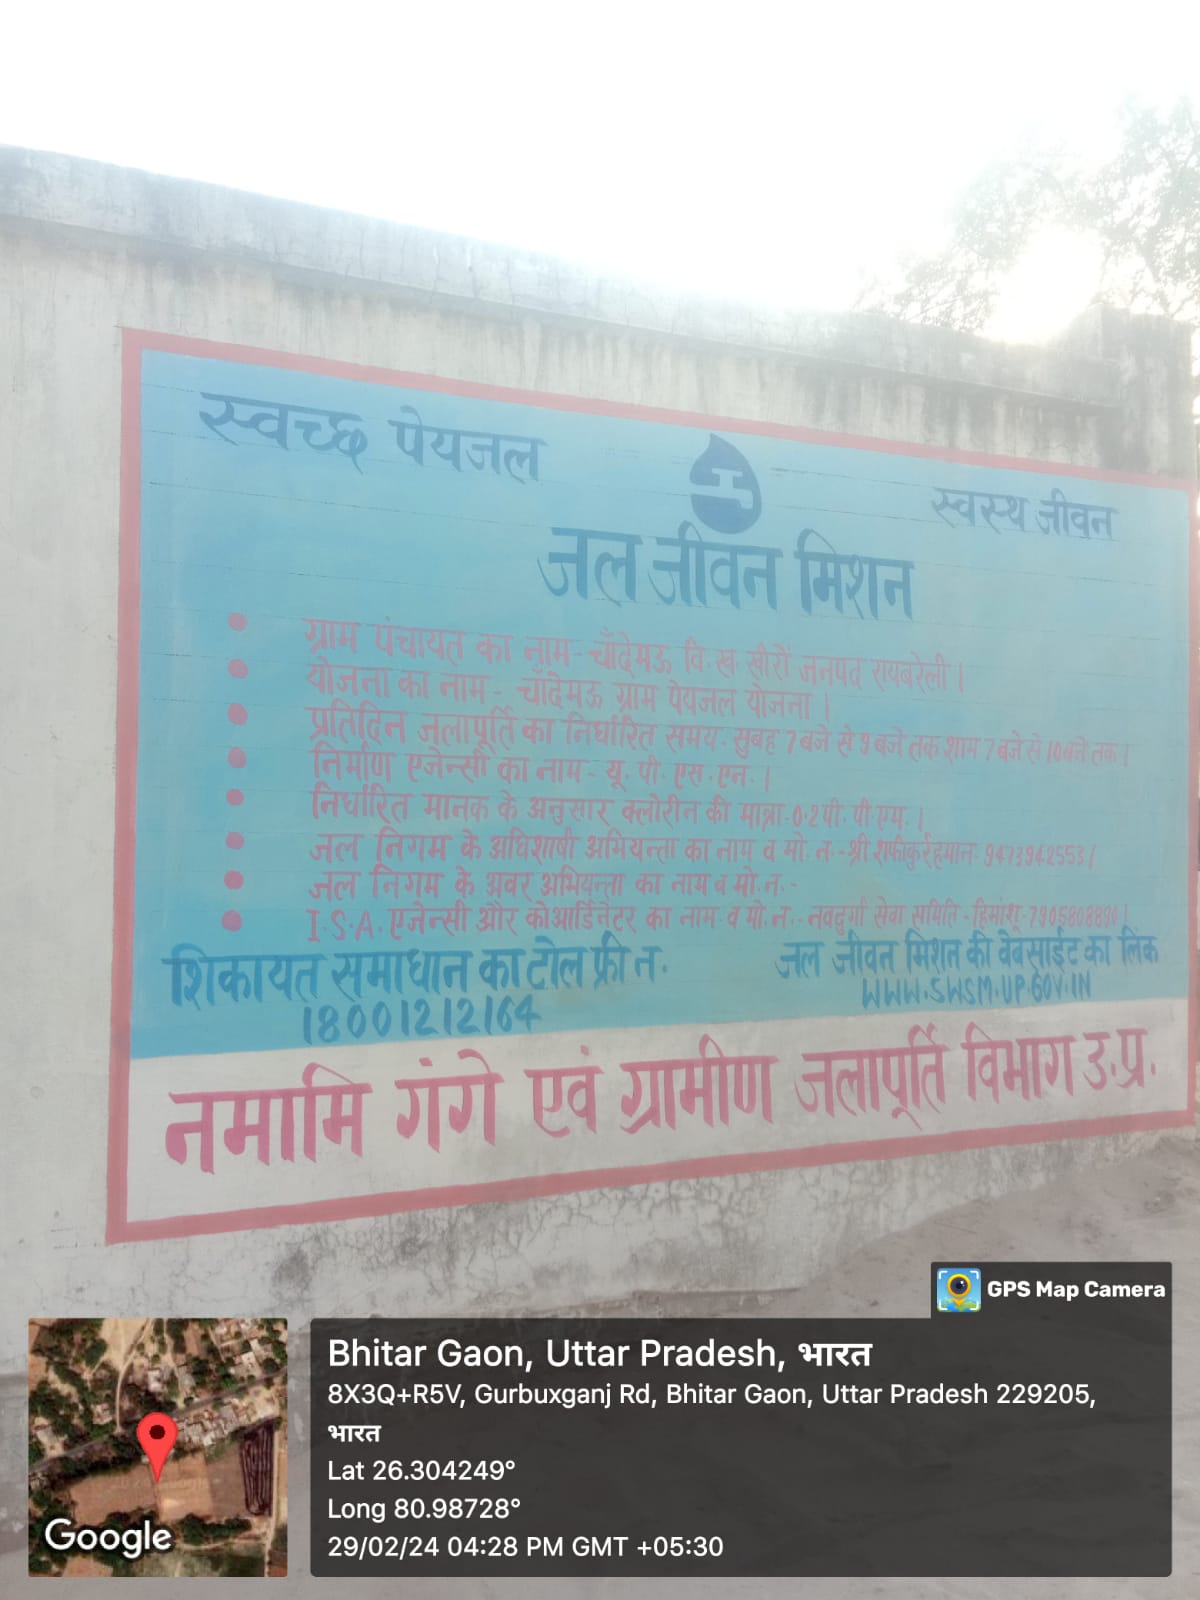 स्वच्छ पेयजल
स्वस्थ जीवन
जल जीवन मिशन
ग्राम पंचायत का नाम - चाँदेमऊ वि. ख खीरों जनपद रायबरेली।
योजना का नाम - चाँदेमऊ ग्राम पेयजल योजना।
प्रतिदिन जलापूर्ति का निर्धारित समय - सुबह 7 बजे से 9 बजे तक शाम 7 बजे से 10 बजे तक।
निर्माण एजेन्सी का नाम - यू. पी. एस. एन.।
निर्धारित मानक के अनुसार क्लोरीन की मात्रा - 0.2 पी. पी. एम.।
जल निगम के अधिशाषी अभियन्ता का नाम व मो. न. - श्री शफीकुर्रहमान - 9473942553।
जल निगम के अवर अभियन्ता का नाम व मो. न. -
I.S.A. एजेन्सी और कोआर्डिनेटर का नाम व मो. न. - नवदुर्गा सेवा समिति - हिमांशू -
शिकायत समाधान का टोल फ्री न.
18001212164
जल जीवन मिशन की वेबसाईट का लिंक
WWW.SWSM.UP.GOV.IN
नमामि गंगे एवं ग्रामीण जलापूर्ति विभाग उ.प्र.
GPS Map Camera
Bhitar Gaon, Uttar Pradesh, भारत
8X3Q+R5V, Gurbuxganj Rd, Bhitar Gaon, Uttar Pradesh 229205,
भारत
Lat 26.304249°
Long 80.98728°
29/02/24 04:28 PM GMT +05:30
Google